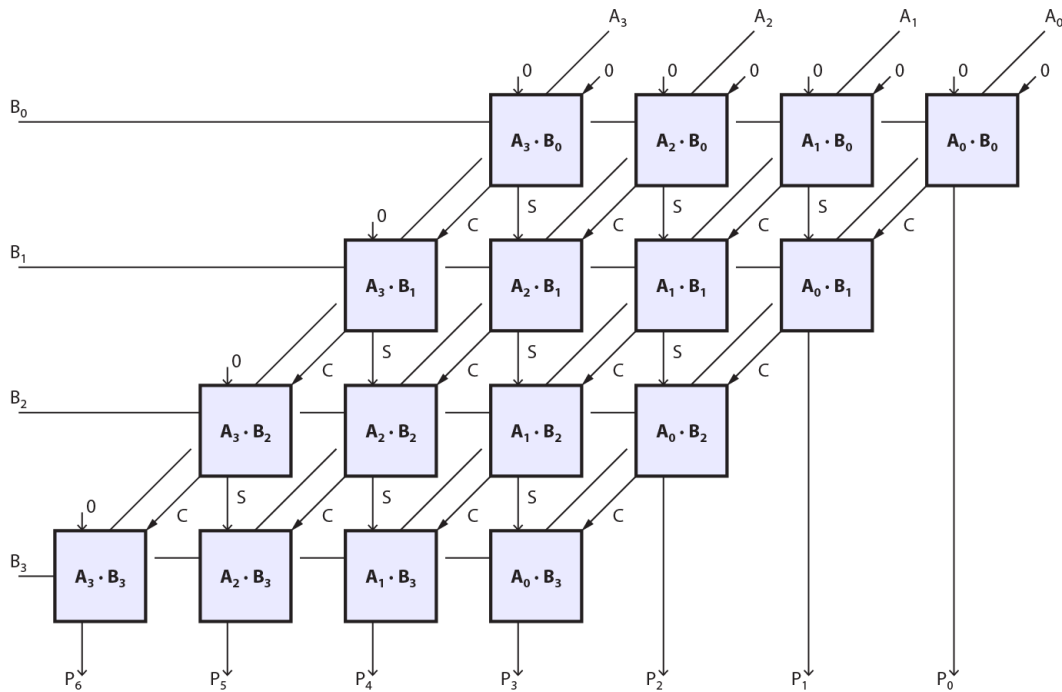 A₃ A₂ A₁ A₀
0 0 0 0 0 0 0 0
B₀
A₃ · B₀ A₂ · B₀ A₁ · B₀ A₀ · B₀
S S S
0 C C C C
B₁
A₃ · B₁ A₂ · B₁ A₁ · B₁ A₀ · B₁
S S S
0 C C C C
B₂
A₃ · B₂ A₂ · B₂ A₁ · B₂ A₀ · B₂
S S S
0 C C C C
B₃
A₃ · B₃ A₂ · B₃ A₁ · B₃ A₀ · B₃
P₆ P₅ P₄ P₃ P₂ P₁ P₀